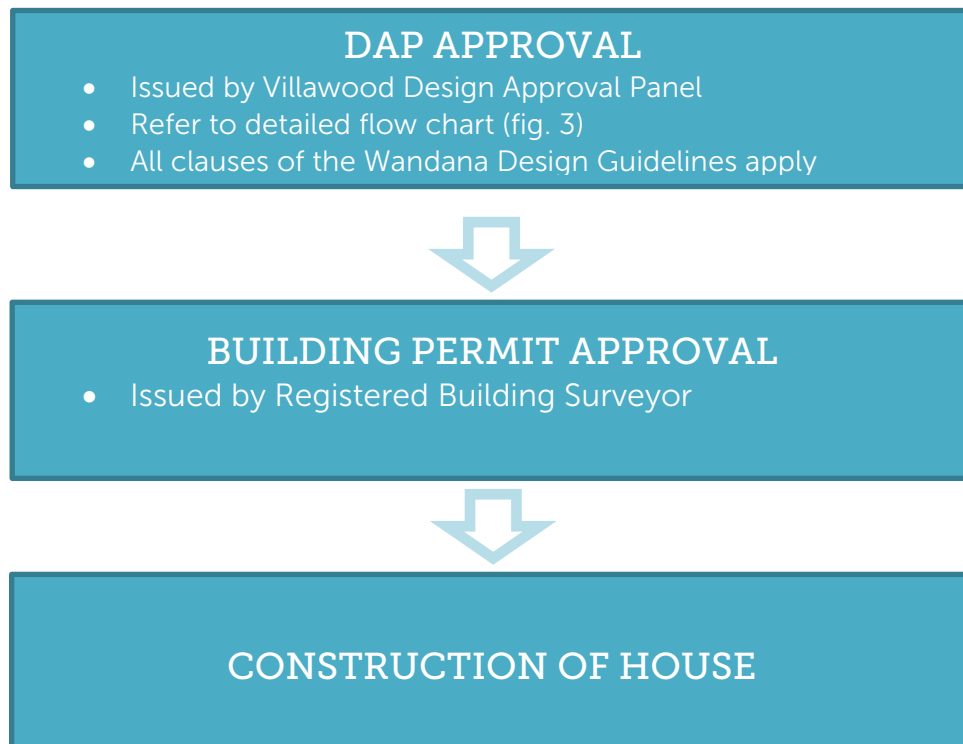 DAP APPROVAL
• Issued by Villawood Design Approval Panel
• Refer to detailed flow chart (fig. 3)
• All clauses of the Wandana Design Guidelines apply
BUILDING PERMIT APPROVAL
• Issued by Registered Building Surveyor
CONSTRUCTION OF HOUSE